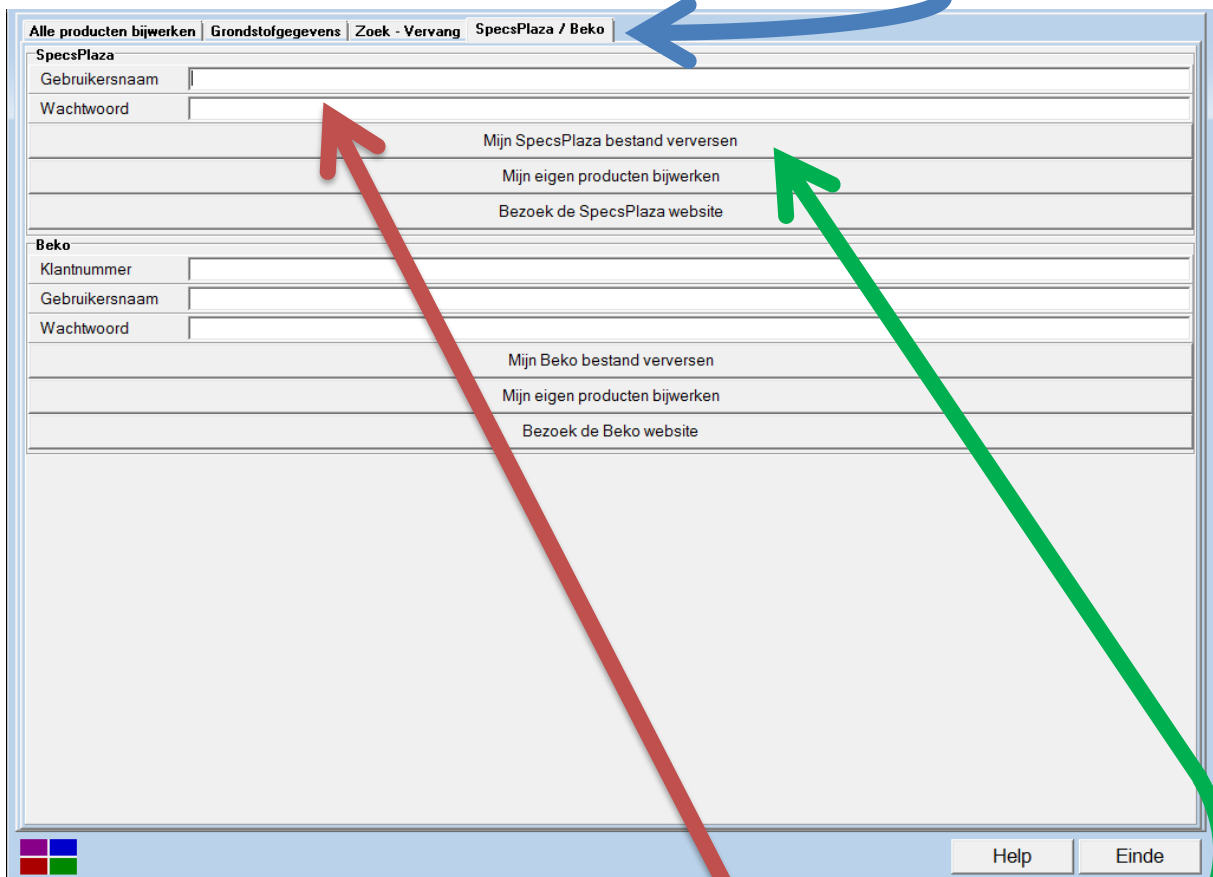 Alle producten bijwerken Grondstofgegevens Zoek - Vervang SpecsPlaza / Beko
SpecsPlaza
Gebruikersnaam
Wachtwoord
Mijn SpecsPlaza bestand verversen
Mijn eigen producten bijwerken
Bezoek de SpecsPlaza website
Beko
Klantnummer
Gebruikersnaam
Wachtwoord
Mijn Beko bestand verversen
Mijn eigen producten bijwerken
Bezoek de Beko website
Help Einde